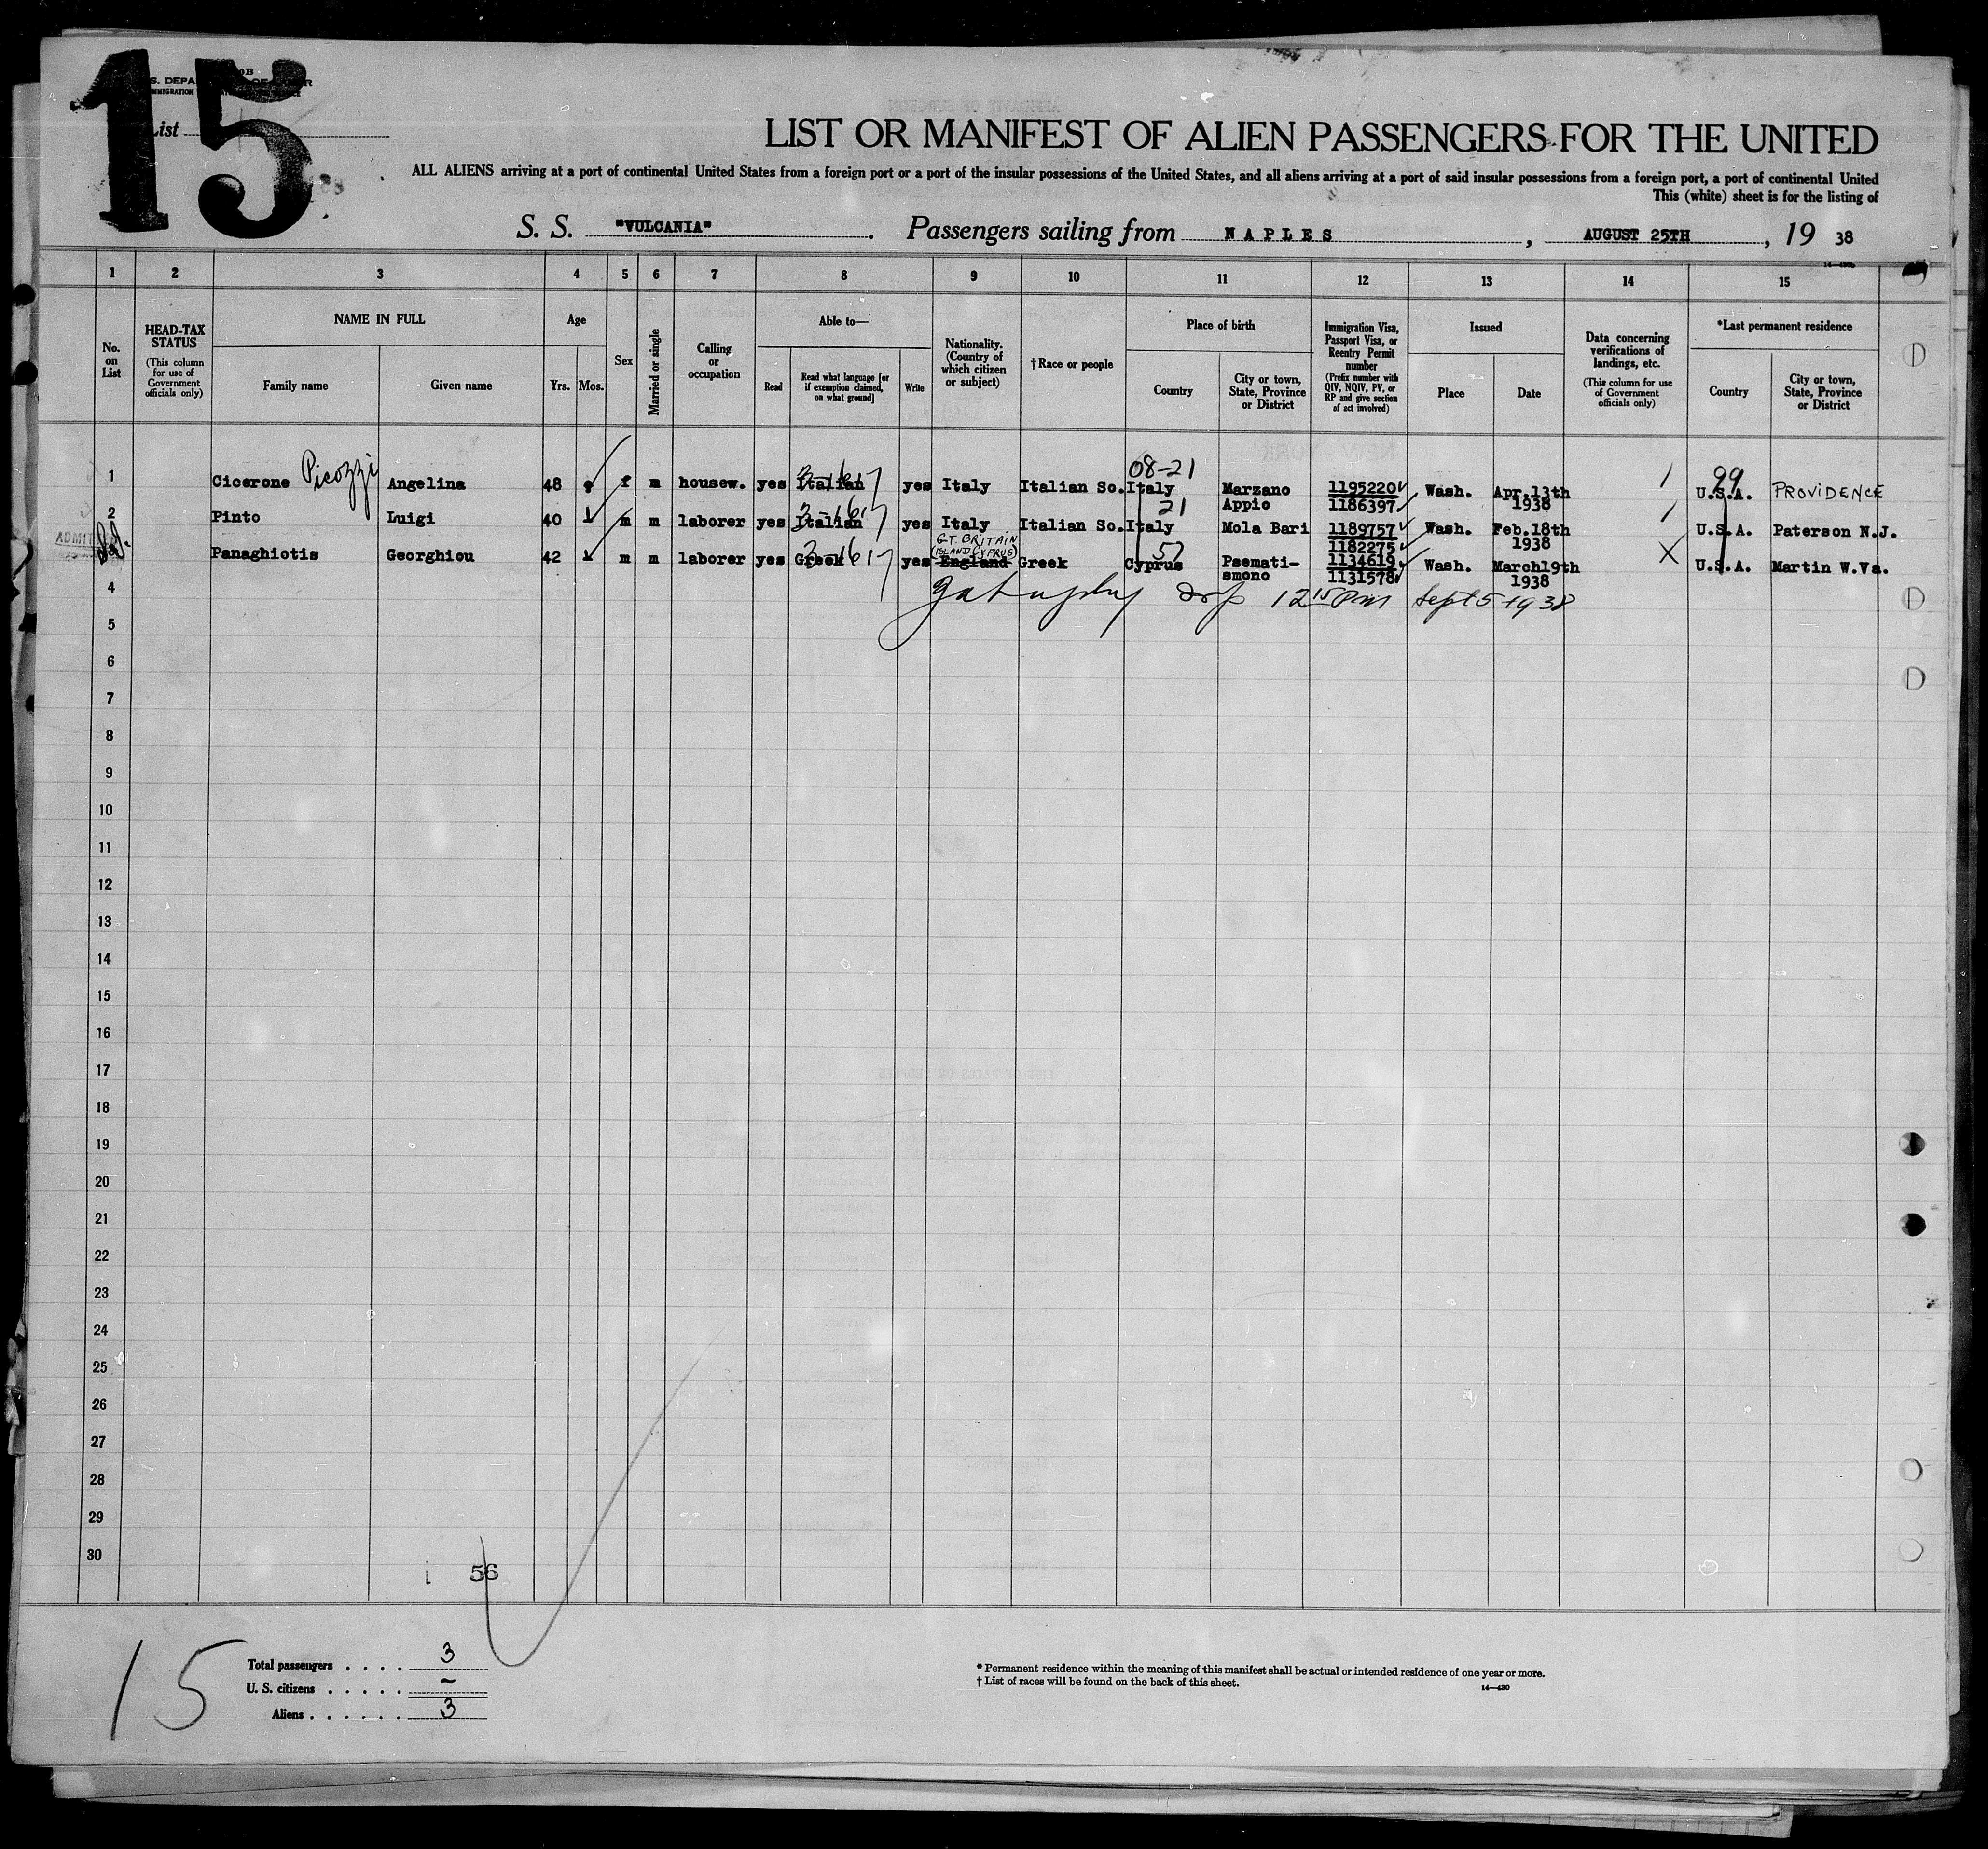 15
List
LIST OR MANIFEST OF ALIEN PASSENGERS FOR THE UNITED
ALL ALIENS arriving at a port of continental United States from a foreign port or a port of the insular possessions of the United States, and all aliens arriving at a port of said insular possessions from a foreign port, a port of continental United
This (white) sheet is for the listing of
S. S. "VULCANIA". Passengers sailing from NAPLES, AUGUST 25TH, 19 38
1 2 3 4 5 6 7 8 9 10 11 12 13 14 15
No. on List
HEAD-TAX STATUS
(This column for use of Government officials only)
NAME IN FULL
Family name Given name
Age
Yrs. Mos.
Sex
Married or single
Calling or occupation
Able to—
Read
Read what language [or if exemption claimed, on what ground]
Write
Nationality. (Country of which citizen or subject)
† Race or people
Place of birth
Country
City or town, State, Province or District
Immigration Visa, Passport Visa, or Reentry Permit number
(Prefix number with QIV, NQIV, PV, or RP and give section of act involved)
Issued
Place Date
Data concerning verifications of landings, etc.
(This column for use of Government officials only)
*Last permanent residence
Country
City or town, State, Province or District
08-21 99
1 Cicerone Picozzi Angelina 48 f m housew. yes Italian yes Italy Italian So. Italy Marzano Appio 1195220 1186397 Wash. Apr.13th 1938 U.S.A. PROVIDENCE
21
2 Pinto Luigi 40 m m laborer yes Italian yes Italy Italian So. Italy Mola Bari 1189757 1182275 Wash. Feb.18th 1938 U.S.A. Paterson N.J.
GT. BRITAIN
(ISLAND CYPRUS) 57
3 Panaghiotis Georghiou 42 m m laborer yes Greek yes England Greek Cyprus Psemati-smono 1134619 1131578 Wash. March19th 1938 X U.S.A. Martin W.Va.
4 12 15 PM Sept 5 1938
5
6
7
8
9
10
11
12
13
14
15
16
17
18
19
20
21
22
23
24
25
26
27
28
29
30
56
15
Total passengers . . . . 3
U. S. citizens . . . . . ~
Aliens . . . . . . 3
* Permanent residence within the meaning of this manifest shall be actual or intended residence of one year or more.
† List of races will be found on the back of this sheet.
14—430